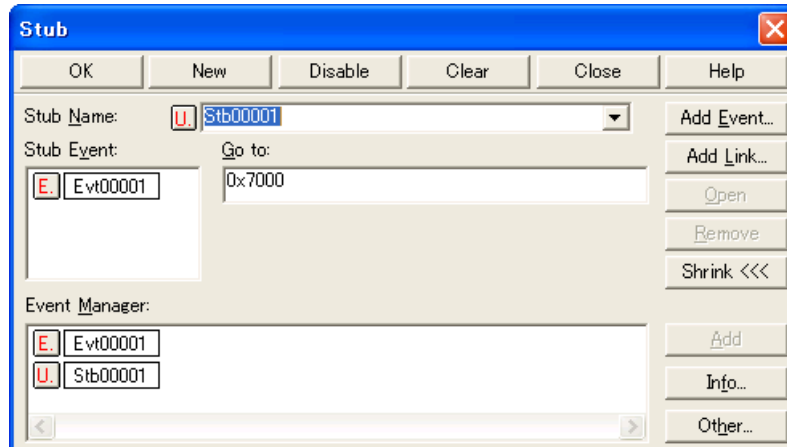 Stub
OK New Disable Clear Close Help
Stub Name: U. Stb00001 Add Event...
Stub Event: Go to: Add Link...
E. Evt00001 0x7000
Open
Remove
Shrink <<<
Event Manager:
E. Evt00001 Add
U. Stb00001 Info...
Other...